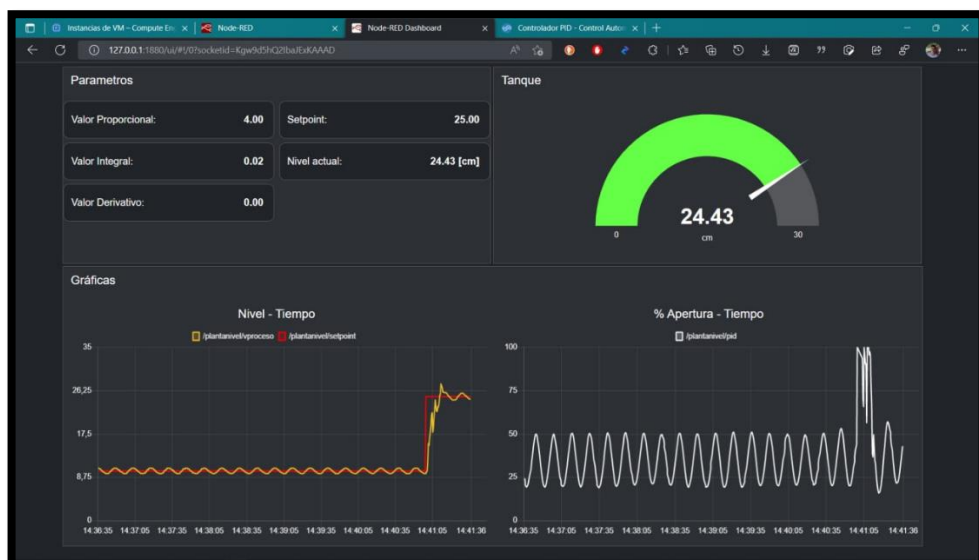 Instancias de VM – Compute En
Node-RED
Node-RED Dashboard
Controlador PID - Control Autom
127.0.0.1:1880/ui/#!/0?socketid=
Parametros
Valor Proporcional: 4.00
Setpoint: 25.00
Valor Integral: 0.02
Nivel actual: 24.43 [cm]
Valor Derivativo: 0.00
Tanque
24.43
cm
0
30
Gráficas
Nivel - Tiempo
/plantanivel/vproceso /plantanivel/setpoint
35
26,25
17,5
8,75
0
14:36:35 14:37:05 14:37:35 14:38:05 14:38:35 14:39:05 14:39:35 14:40:05 14:40:35 14:41:05 14:41:36
% Apertura - Tiempo
/plantanivel/pid
100
75
50
25
0
14:36:35 14:37:05 14:37:35 14:38:05 14:38:35 14:39:05 14:39:35 14:40:05 14:40:35 14:41:05 14:41:36